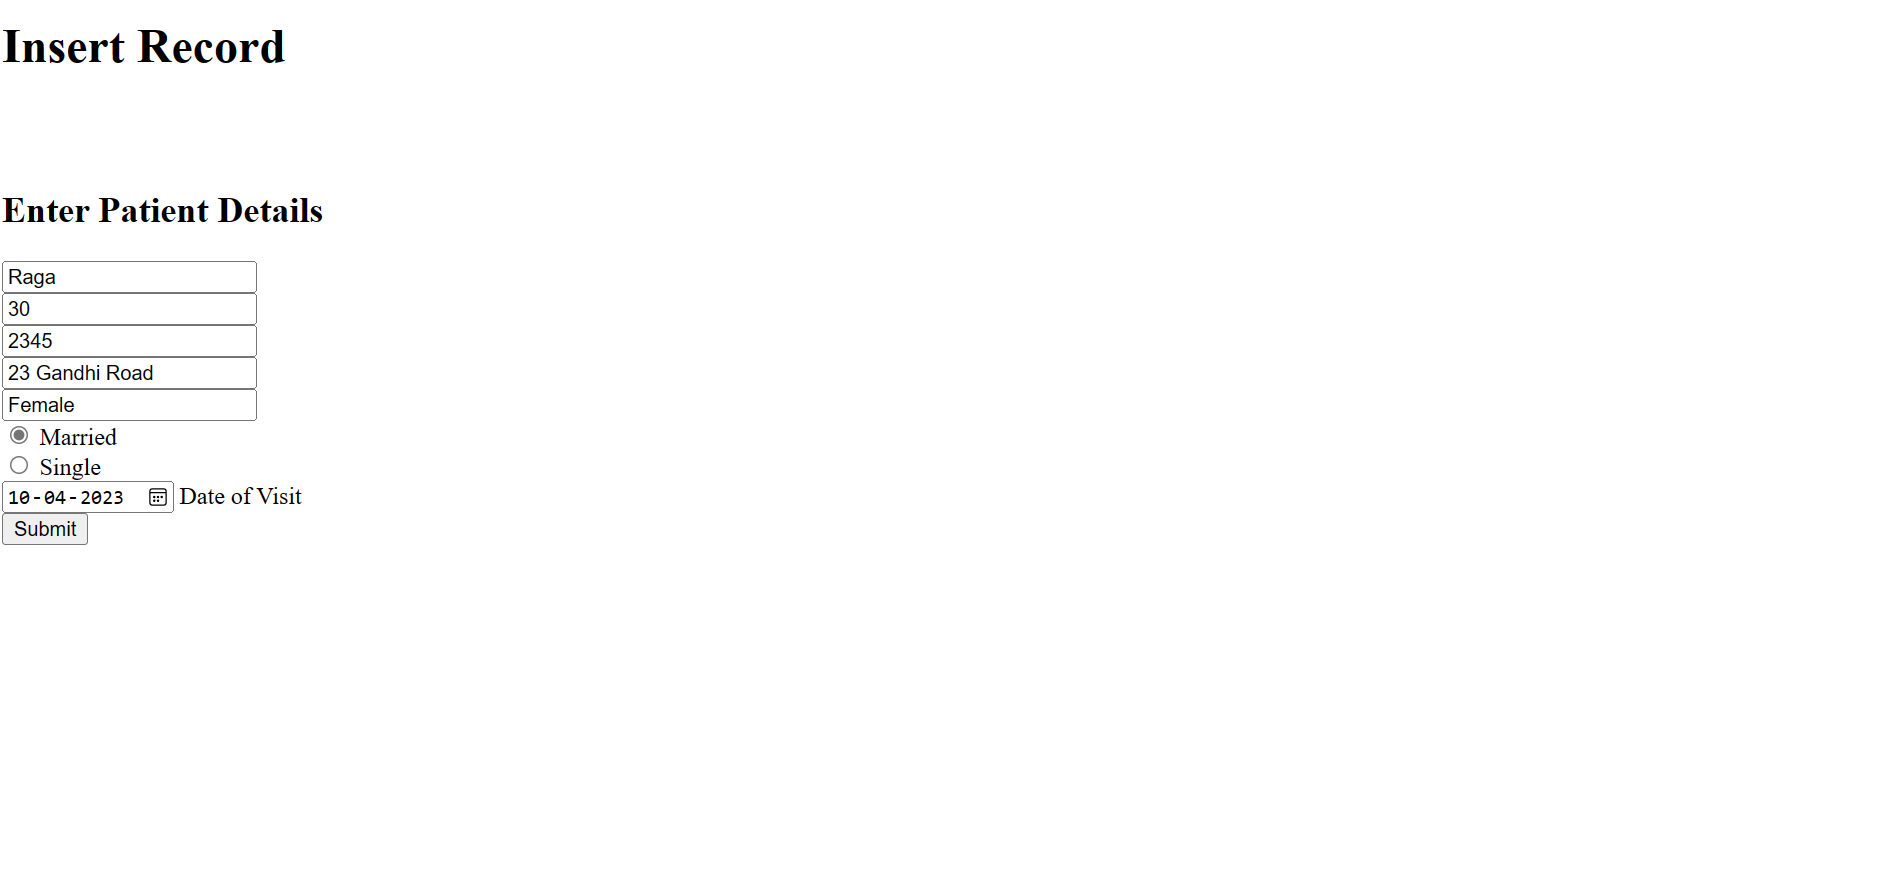 Insert Record
Enter Patient Details
Raga
30
2345
23 Gandhi Road
Female
Married
Single
10-04-2023 Date of Visit
Submit